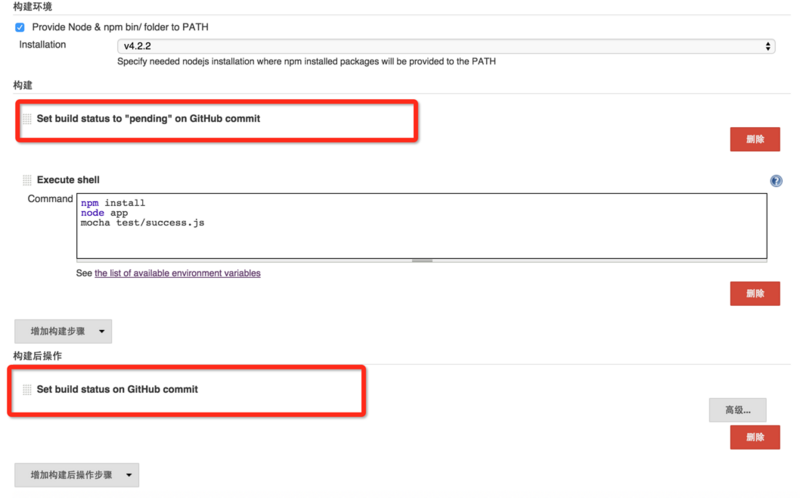 构建环境
Provide Node & npm bin/ folder to PATH
Installation
v4.2.2
Specify needed nodejs installation where npm installed packages will be provided to the PATH
构建
Set build status to "pending" on GitHub commit
删除
Execute shell
Command
npm install
node app
mocha test/success.js
See the list of available environment variables
删除
增加构建步骤
构建后操作
Set build status on GitHub commit
高级...
删除
增加构建后操作步骤